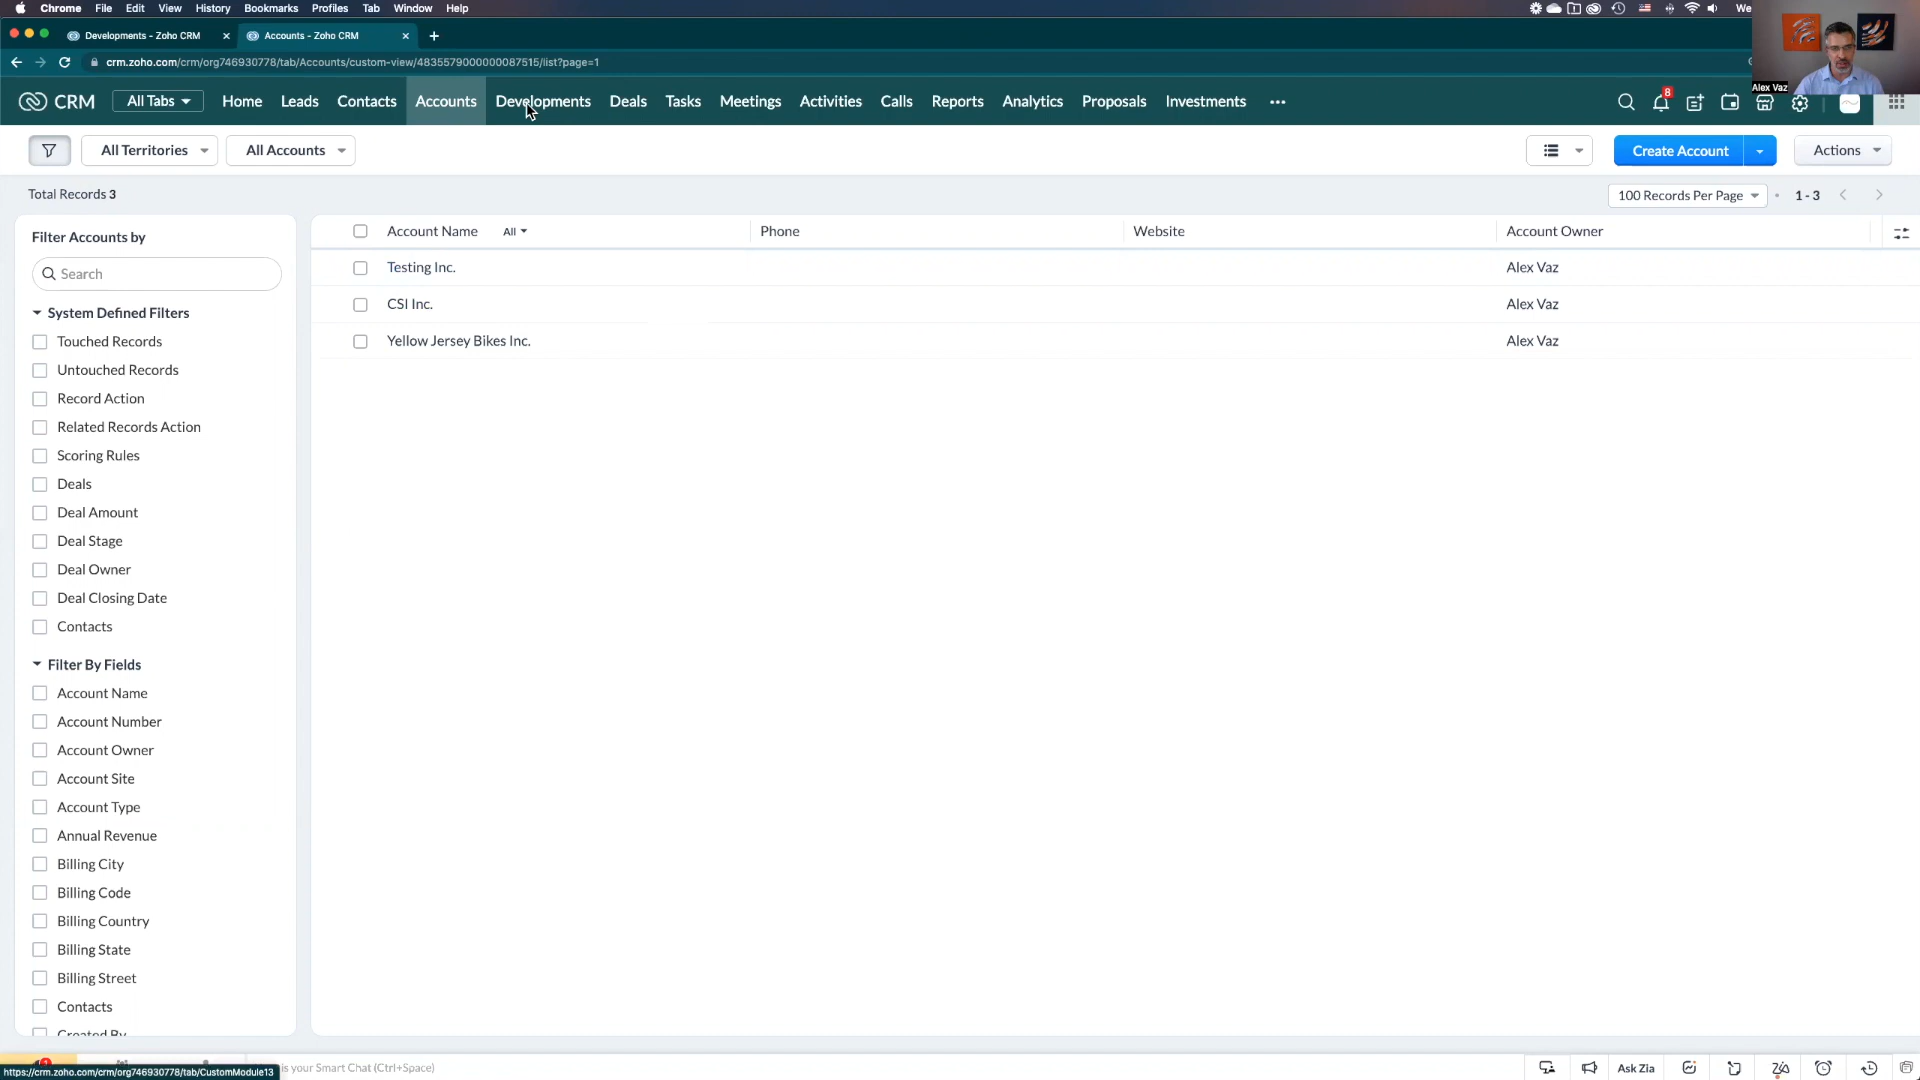 Chrome File Edit View History Bookmarks Profiles Tab Window Help We
Developments - Zoho CRM Accounts - Zoho CRM
crm.zoho.com/crm/org746930778/tab/Accounts/custom-view/4835579000000087515/list?page=1
Alex Vaz
CRM All Tabs Home Leads Contacts Accounts Developments Deals Tasks Meetings Activities Calls Reports Analytics Proposals Investments ••• 8
All Territories All Accounts Create Account Actions
Total Records 3 100 Records Per Page 1 - 3
Filter Accounts by
Search
System Defined Filters
Touched Records
Untouched Records
Record Action
Related Records Action
Scoring Rules
Deals
Deal Amount
Deal Stage
Deal Owner
Deal Closing Date
Contacts
Filter By Fields
Account Name
Account Number
Account Owner
Account Site
Account Type
Annual Revenue
Billing City
Billing Code
Billing Country
Billing State
Billing Street
Contacts
Created By
Account Name All Phone Website Account Owner
Testing Inc. Alex Vaz
CSI Inc. Alex Vaz
Yellow Jersey Bikes Inc. Alex Vaz
is your Smart Chat (Ctrl+Space) Ask Zia
https://crm.zoho.com/crm/org746930778/tab/CustomModule13